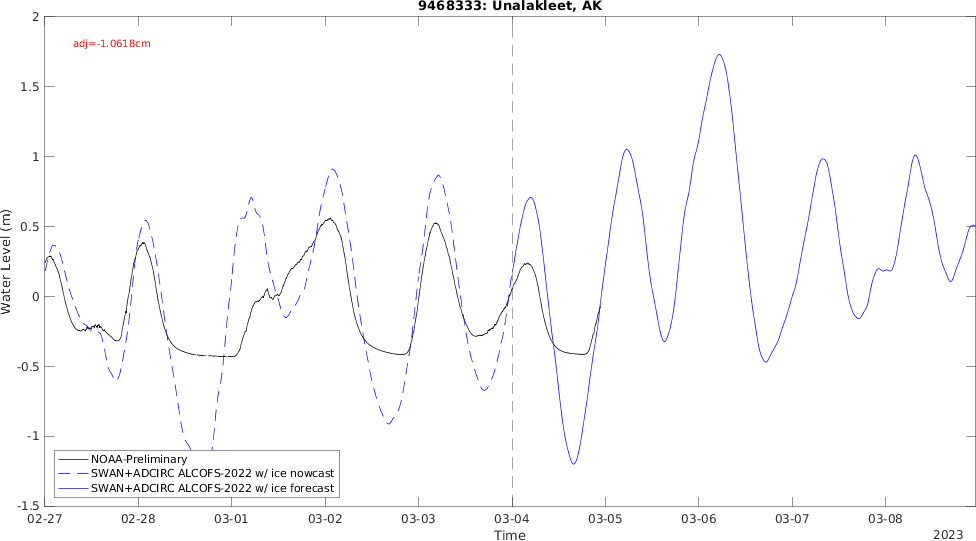 9468333: Unalakleet, AK
adj=-1.0618cm
2
1.5
1
0.5
0
-0.5
-1
-1.5
Water Level (m)
NOAA-Preliminary
SWAN+ADCIRC ALCOFS-2022 w/ ice nowcast
SWAN+ADCIRC ALCOFS-2022 w/ ice forecast
02-27 02-28 03-01 03-02 03-03 03-04 03-05 03-06 03-07 03-08
Time
2023